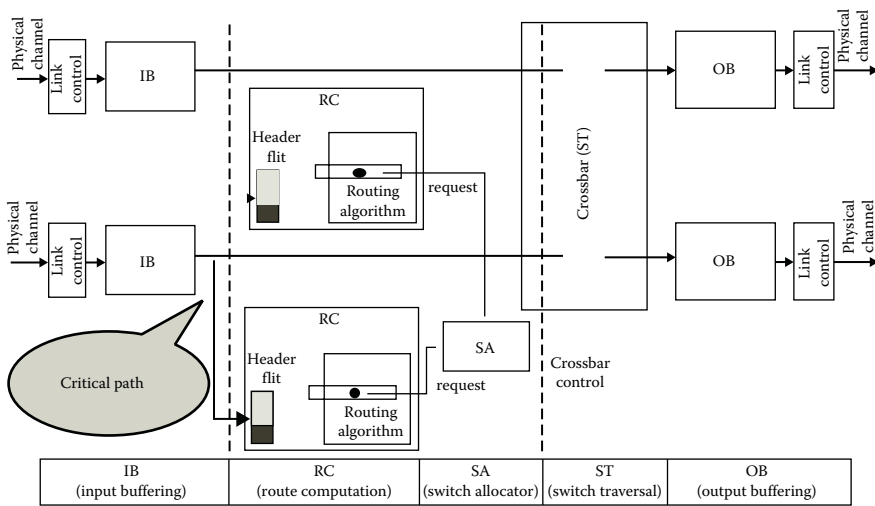 Physical
channel
Link
control
IB
RC
Header
flit
Routing
algorithm
request
Crossbar (ST)
OB
Link
control
Physical
channel
Physical
channel
Link
control
IB
OB
Link
control
Physical
channel
Critical path
RC
Header
flit
Routing
algorithm
request
SA
Crossbar
control
IB
(input buffering)
RC
(route computation)
SA
(switch allocator)
ST
(switch traversal)
OB
(output buffering)